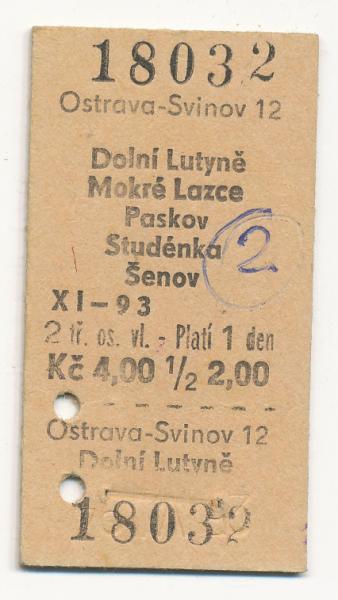 18032
Ostrava-Svinov 12
Dolní Lutyně
Mokré Lazce
Paskov
Studénka
Šenov
2
XI-93
2 tř. os. vl. - Platí 1 den
Kč 4,00 1/2 2,00
Ostrava-Svinov 12
Dolní Lutyně
18032